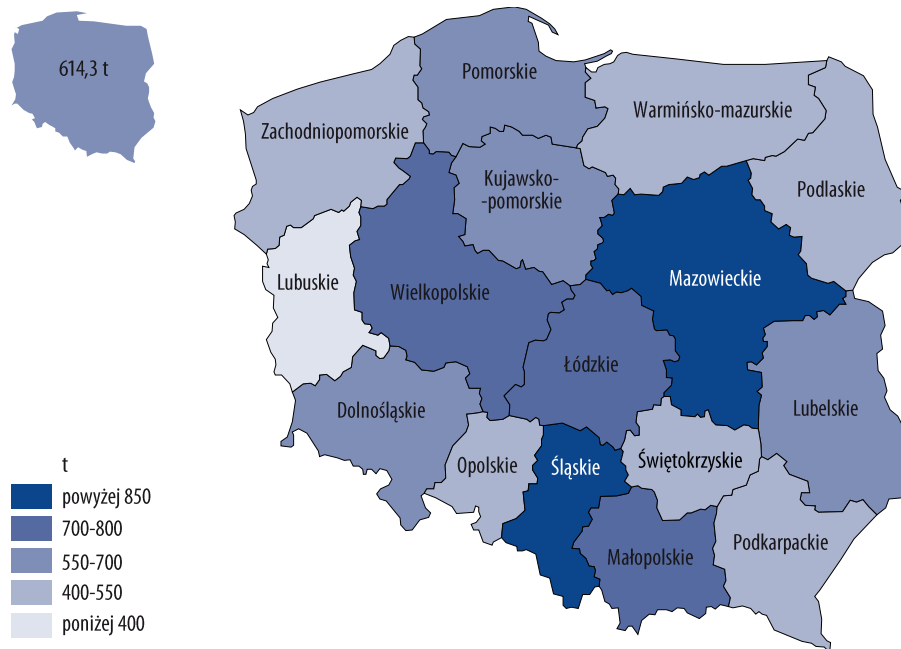 614,3 t
Pomorskie
Warmińsko-mazurskie
Zachodniopomorskie
Kujawsko-
-pomorskie
Podlaskie
Lubuskie
Wielkopolskie
Mazowieckie
Łódzkie
Dolnośląskie
Lubelskie
Opolskie
Śląskie
Świętokrzyskie
Małopolskie
Podkarpackie
t
powyżej 850
700-800
550-700
400-550
poniżej 400